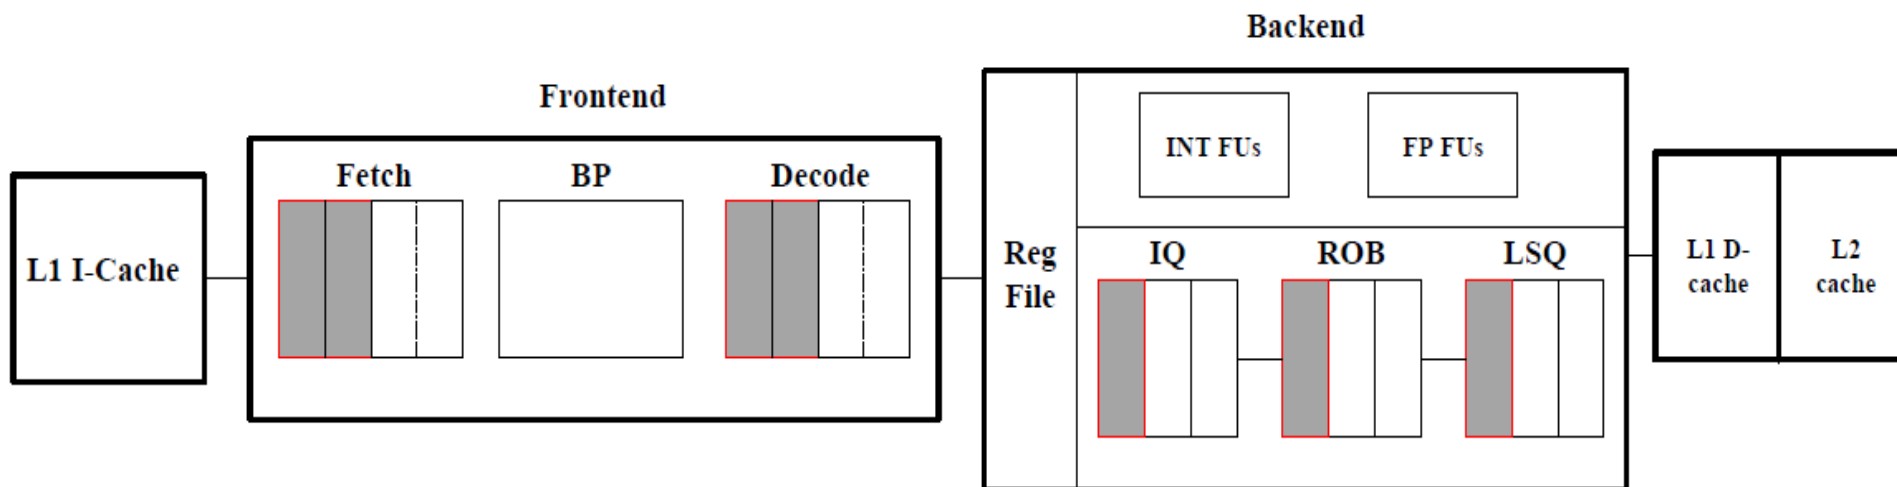 Backend
Frontend
L1 I-Cache
Fetch
BP
Decode
Reg
File
INT FUs
FP FUs
IQ
ROB
LSQ
L1 D-
cache
L2
cache